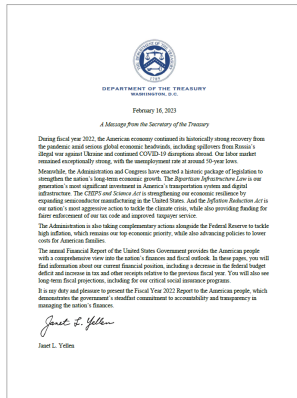 DEPARTMENT OF THE TREASURY
WASHINGTON, D.C.
February 16, 2023
A Message from the Secretary of the Treasury
During fiscal year 2022, the American economy continued its historically strong recovery from
the pandemic amid serious global economic headwinds, including spillovers from Russia's
illegal war against Ukraine and continued COVID-19 disruptions abroad. Our labor market
remained exceptionally strong, with the unemployment rate at around 50-year lows.
Meanwhile, the Administration and Congress have enacted a historic package of legislation to
strengthen the nation's long-term economic growth. The Bipartisan Infrastructure Law is our
generation's most significant investment in America's transportation system and digital
infrastructure. The CHIPS and Science Act is strengthening our economic resilience by
expanding semiconductor manufacturing in the United States. And the Inflation Reduction Act is
our nation's most aggressive action to tackle the climate crisis, while also providing funding for
fairer enforcement of our tax code and improved taxpayer service.
The Administration is also taking complementary actions alongside the Federal Reserve to tackle
high inflation, which remains our top economic priority, while also advancing policies to lower
costs for American families.
The annual Financial Report of the United States Government provides the American people
with a comprehensive view into the nation's finances and fiscal outlook. In these pages, you will
find information about our current financial position, including a decrease in the federal budget
deficit and increase in tax and other receipts relative to the previous fiscal year. You will also see
long-term fiscal projections, including for our critical social insurance programs.
It is my duty and pleasure to present the Fiscal Year 2022 Report to the American people, which
demonstrates the government's steadfast commitment to accountability and transparency in
managing the nation's finances.
Janet L. Yellen
Janet L. Yellen